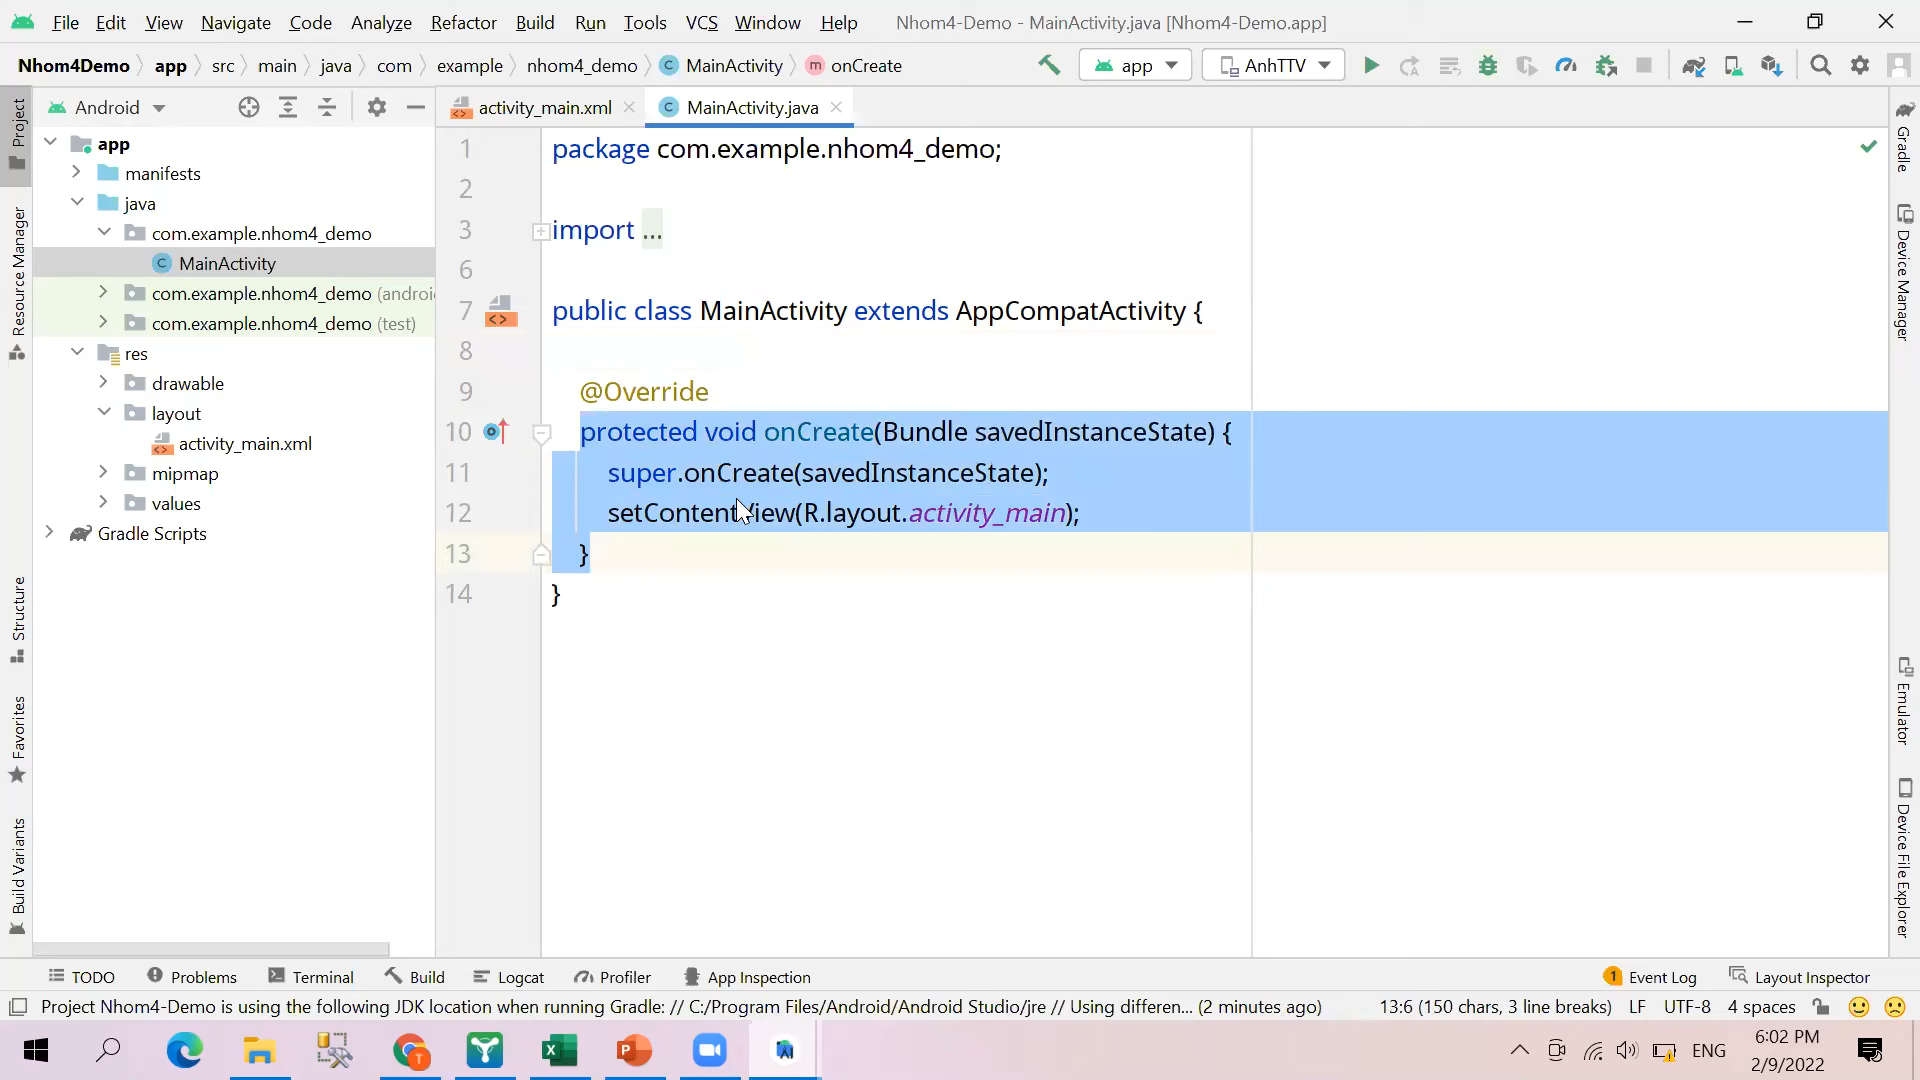 File Edit View Navigate Code Analyze Refactor Build Run Tools VCS Window Help Nhom4-Demo - MainActivity.java [Nhom4-Demo.app]
Nhom4Demo app src main java com example nhom4_demo C MainActivity m onCreate app AnhTTV
Android
activity_main.xml
C MainActivity.java
Project
Resource Manager
Structure
Favorites
Build Variants
app
manifests
java
com.example.nhom4_demo
C MainActivity
com.example.nhom4_demo (androi
com.example.nhom4_demo (test)
res
drawable
layout
activity_main.xml
mipmap
values
Gradle Scripts
1 package com.example.nhom4_demo;
2
3 import ...
6
7 public class MainActivity extends AppCompatActivity {
8
9 @Override
10 protected void onCreate(Bundle savedInstanceState) {
11 super.onCreate(savedInstanceState);
12 setContentView(R.layout.activity_main);
13 }
14 }
Gradle
Device Manager
Emulator
Device File Explorer
TODO Problems Terminal Build Logcat Profiler App Inspection 1 Event Log Layout Inspector
Project Nhom4-Demo is using the following JDK location when running Gradle: // C:/Program Files/Android/Android Studio/jre // Using differen... (2 minutes ago) 13:6 (150 chars, 3 line breaks) LF UTF-8 4 spaces
T X P ENG
6:02 PM
2/9/2022